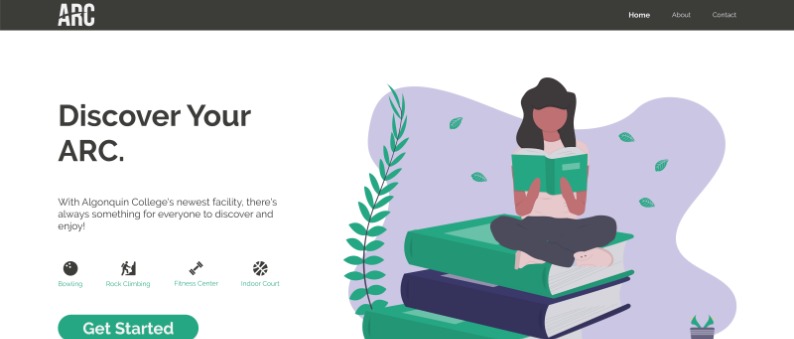 ARC
Home
About
Contact
Discover Your
ARC.
With Algonquin College's newest facility, there's
always something for everyone to discover and
enjoy!
Bowling
Rock Climbing
Fitness Center
Indoor Court
Get Started